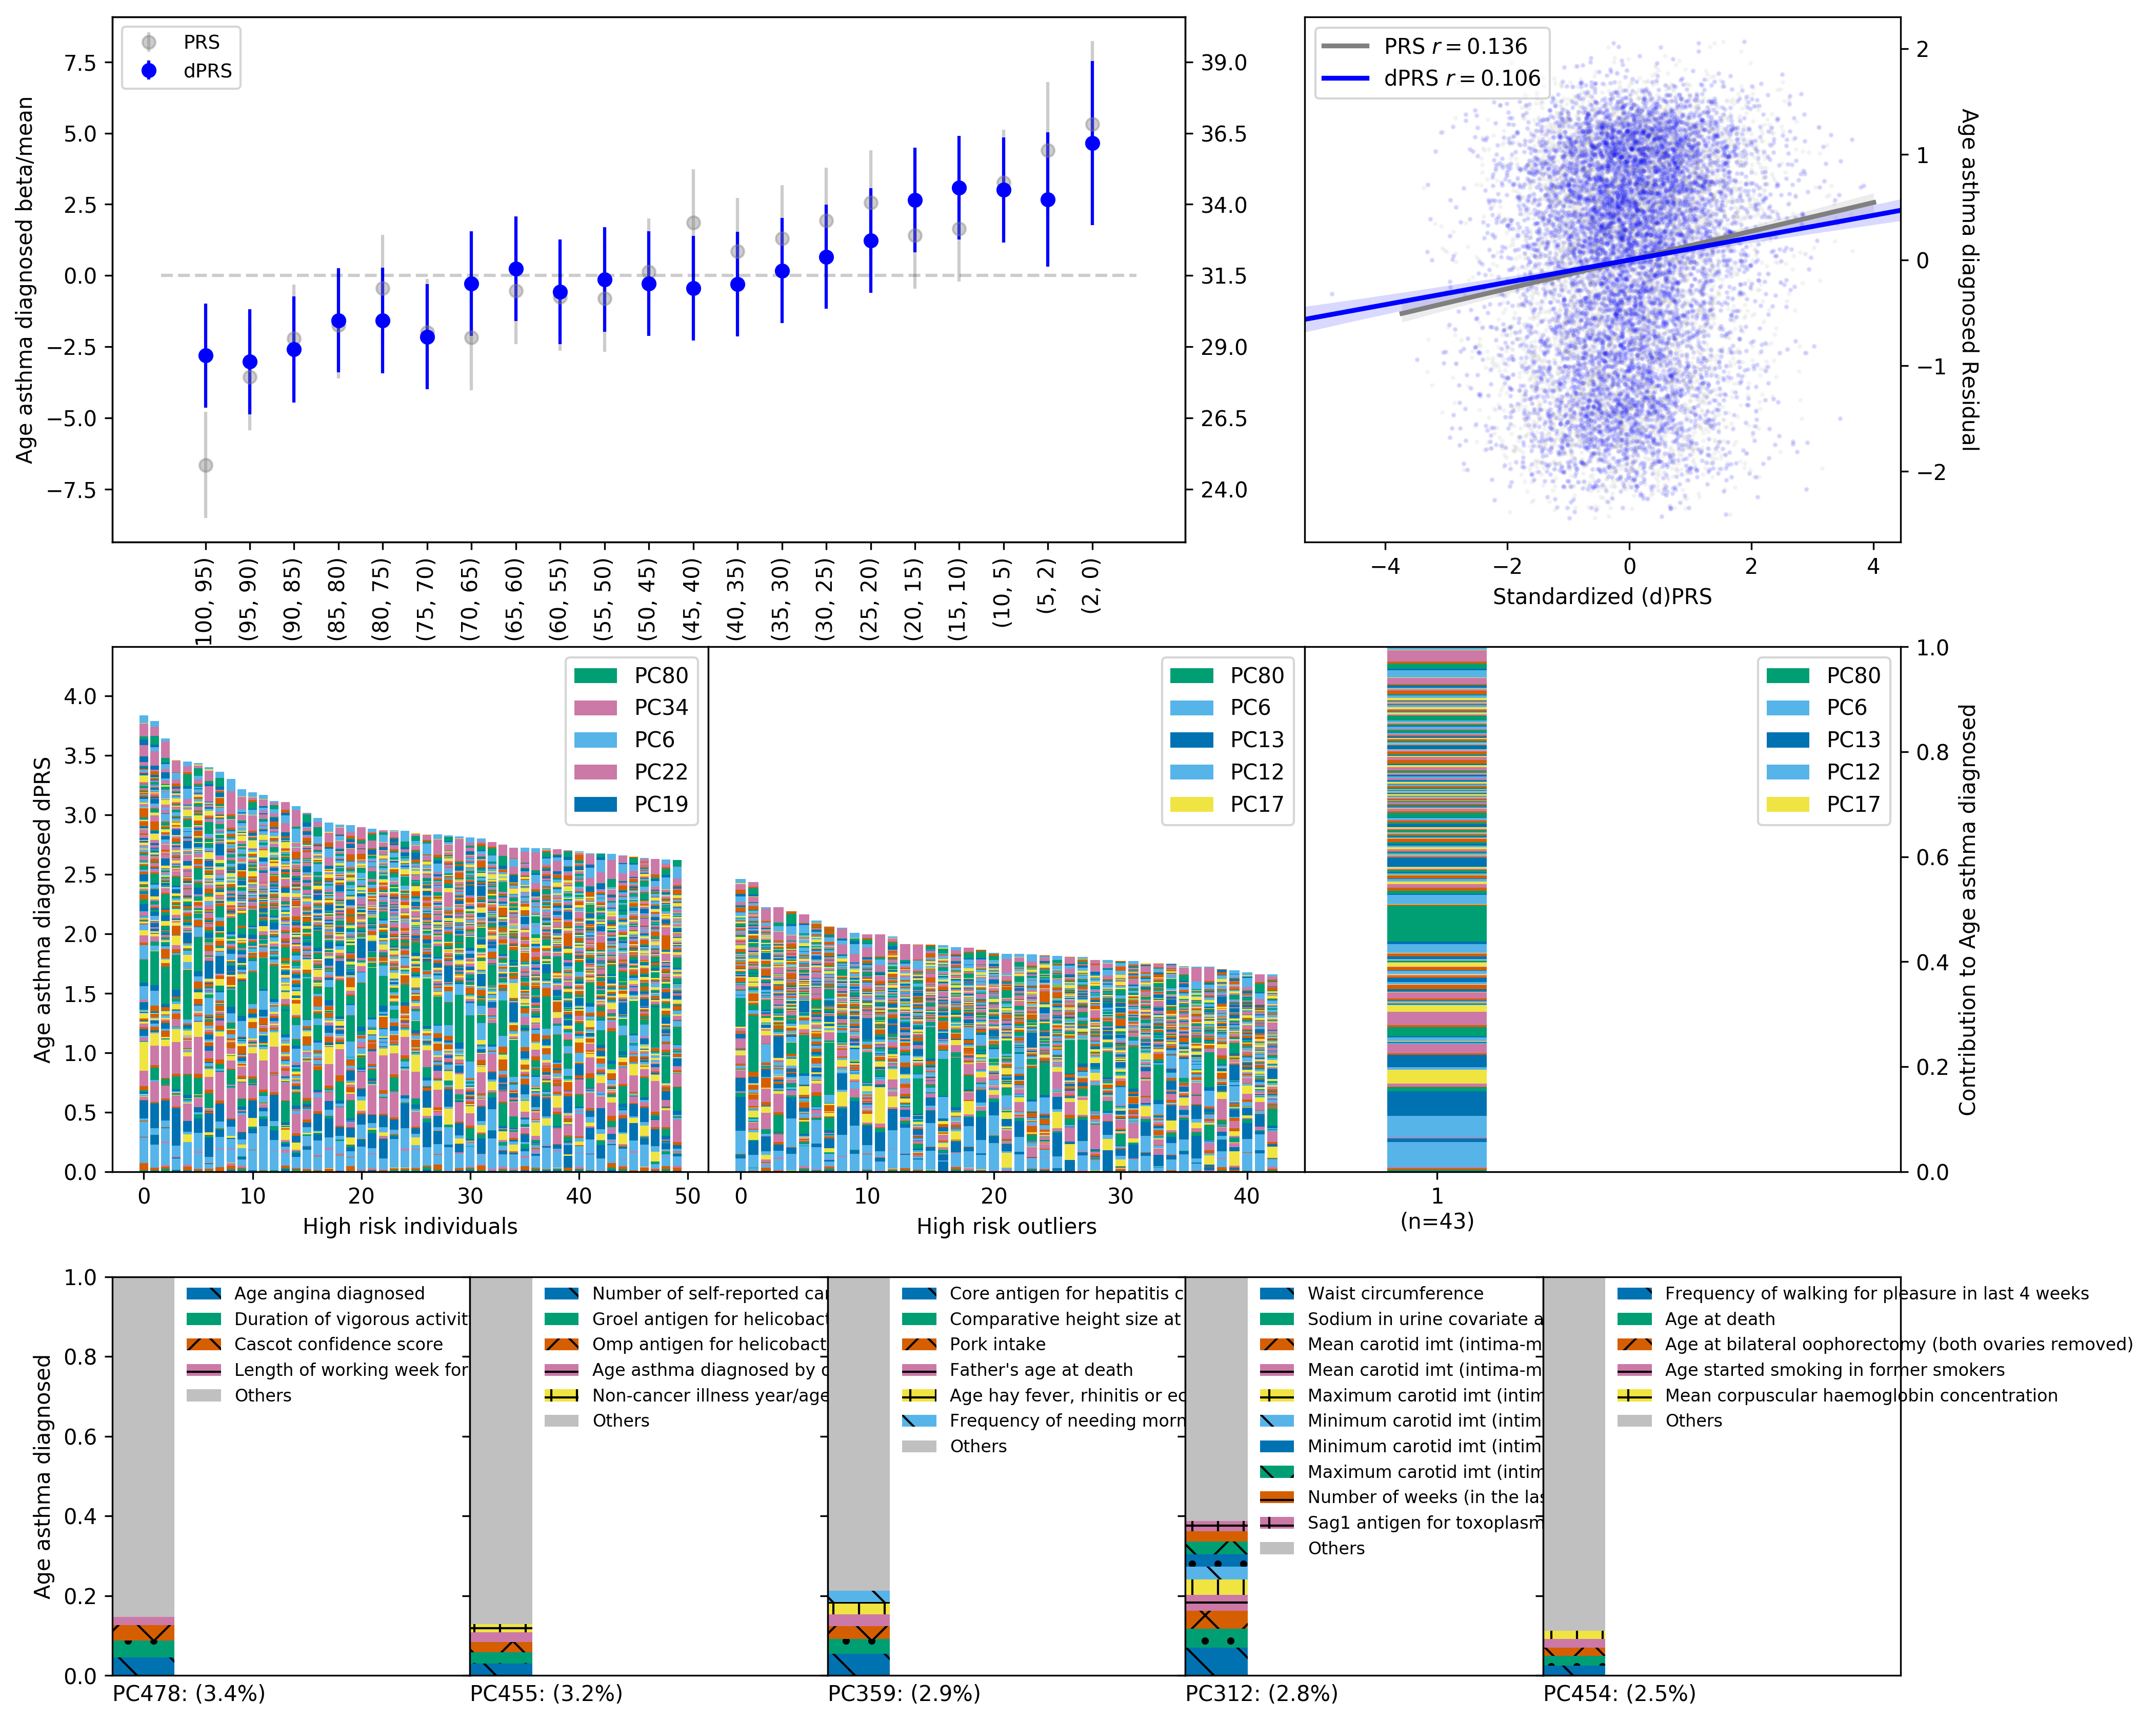 PRS
dPRS
7.5
5.0
2.5
0.0
−2.5
−5.0
−7.5
Age asthma diagnosed beta/mean
39.0
36.5
34.0
31.5
29.0
26.5
24.0
100, 95)
(95, 90)
(90, 85)
(85, 80)
(80, 75)
(75, 70)
(70, 65)
(65, 60)
(60, 55)
(55, 50)
(50, 45)
(45, 40)
(40, 35)
(35, 30)
(30, 25)
(25, 20)
(20, 15)
(15, 10)
(10, 5)
(5, 2)
(2, 0)
PRS r = 0.136
dPRS r = 0.106
2
1
0
−1
−2
Age asthma diagnosed Residual
−4 −2 0 2 4
Standardized (d)PRS
Age asthma diagnosed dPRS
4.0
3.5
3.0
2.5
2.0
1.5
1.0
0.5
0.0
PC80
PC34
PC6
PC22
PC19
0 10 20 30 40 50
High risk individuals
PC80
PC6
PC13
PC12
PC17
0 10 20 30 40
High risk outliers
PC80
PC6
PC13
PC12
PC17
1
(n=43)
1.0
0.8
0.6
0.4
0.2
0.0
Contribution to Age asthma diagnosed
Age asthma diagnosed
1.0
0.8
0.6
0.4
0.2
0.0
Age angina diagnosed
Duration of vigorous activit
Cascot confidence score
Length of working week for
Others
PC478: (3.4%)
Number of self-reported ca
Groel antigen for helicobact
Omp antigen for helicobact
Age asthma diagnosed by
Non-cancer illness year/age
Others
PC455: (3.2%)
Core antigen for hepatitis c
Comparative height size at
Pork intake
Father's age at death
Age hay fever, rhinitis or ec
Frequency of needing morn
Others
PC359: (2.9%)
Waist circumference
Sodium in urine covariate a
Mean carotid imt (intima-m
Mean carotid imt (intima-m
Maximum carotid imt (intim
Minimum carotid imt (intim
Minimum carotid imt (intim
Maximum carotid imt (intim
Number of weeks (in the las
Sag1 antigen for toxoplasm
Others
PC312: (2.8%)
Frequency of walking for pleasure in last 4 weeks
Age at death
Age at bilateral oophorectomy (both ovaries removed)
Age started smoking in former smokers
Mean corpuscular haemoglobin concentration
Others
PC454: (2.5%)